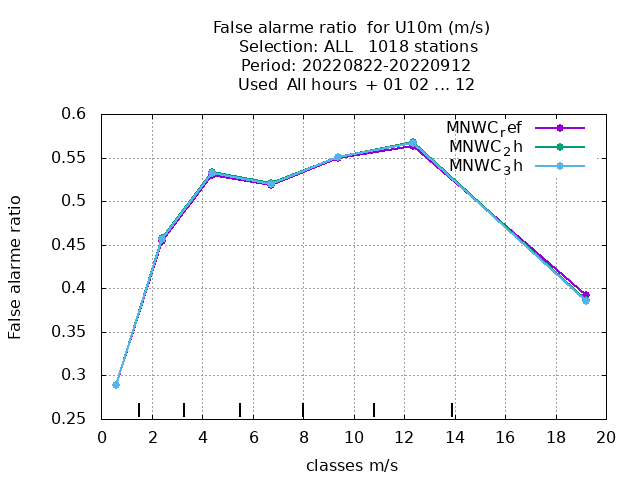 False alarme ratio  for U10m (m/s)
Selection: ALL   1018 stations
Period: 20220822-20220912
Used  All hours  + 01 02 ... 12
MNWC_ref
MNWC_2h
MNWC_3h
0.6
0.55
0.5
0.45
0.4
0.35
0.3
0.25
False alarme ratio
0 2 4 6 8 10 12 14 16 18 20
classes m/s